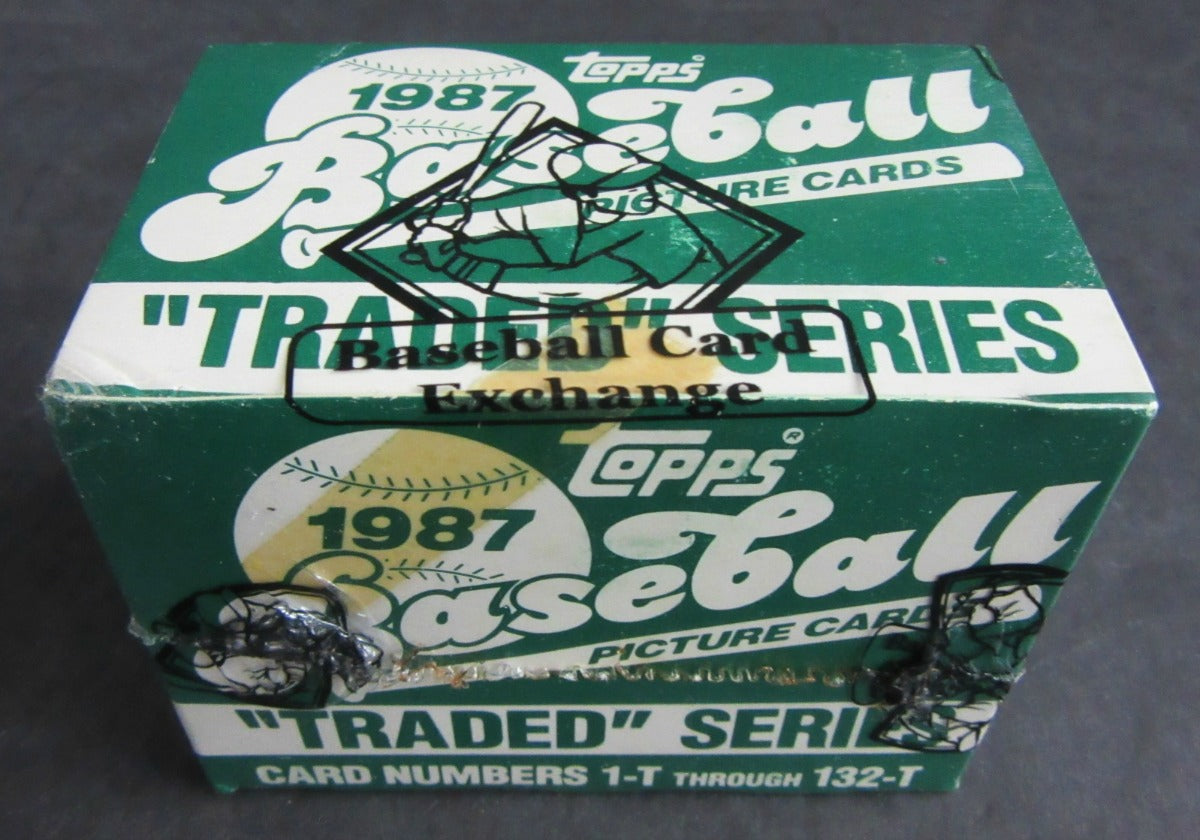 Topps®
1987
Baseball
PICTURE CARDS
"TRADED" SERIES
Baseball Card
Exchange
Topps®
1987
Baseball
PICTURE CARDS
"TRADED" SERIES
CARD NUMBERS 1-T THROUGH 132-T